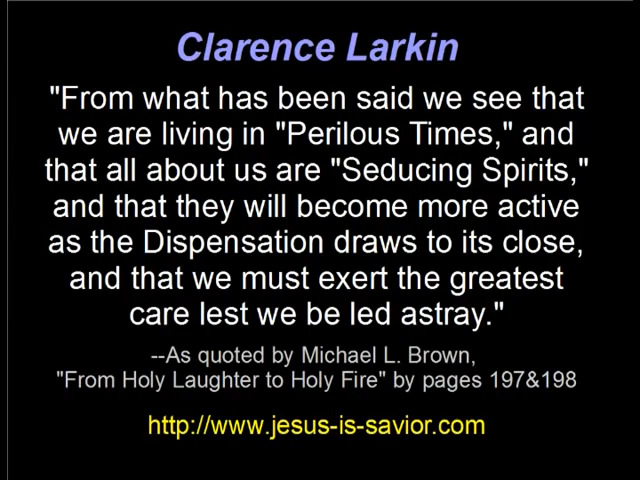 Clarence Larkin
"From what has been said we see that
we are living in "Perilous Times," and
that all about us are "Seducing Spirits,"
and that they will become more active
as the Dispensation draws to its close,
and that we must exert the greatest
care lest we be led astray."
--As quoted by Michael L. Brown,
"From Holy Laughter to Holy Fire" by pages 197&198
http://www.jesus-is-savior.com